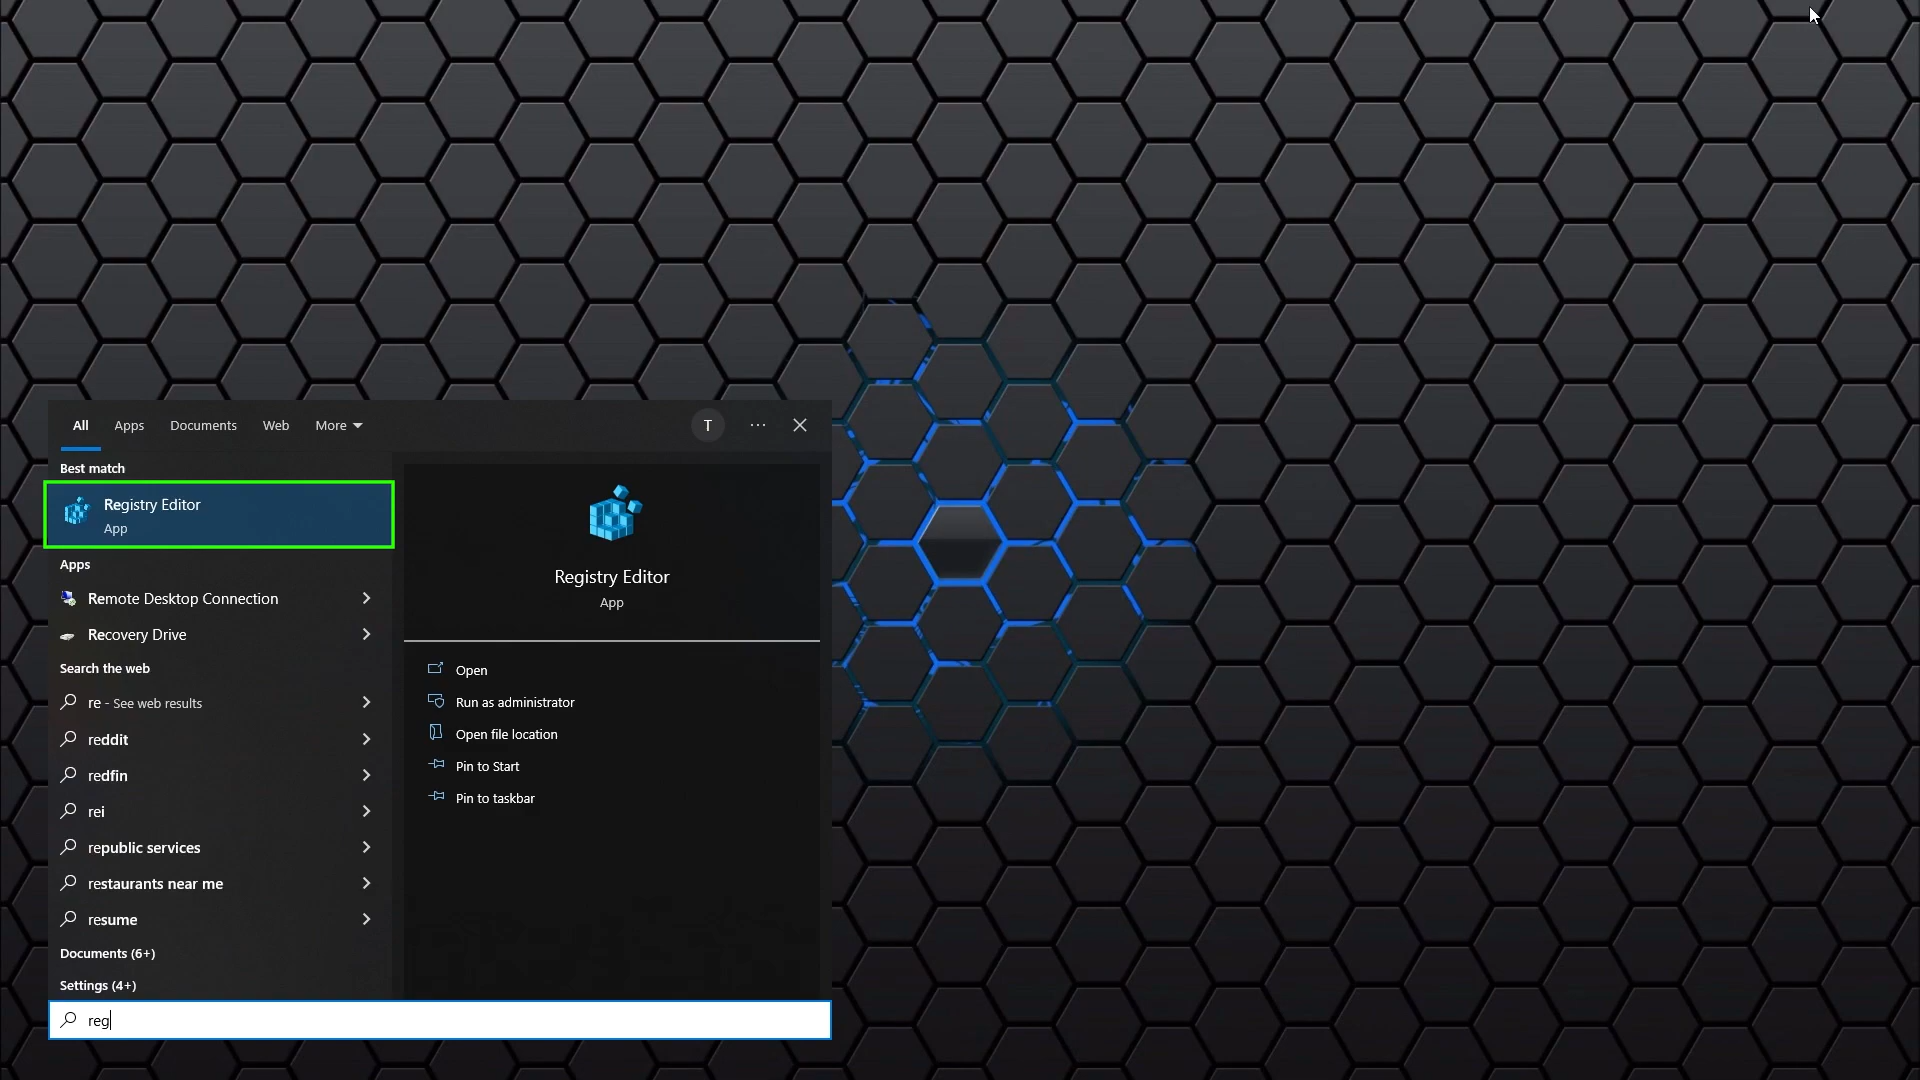 All Apps Documents Web More T ···
Best match
Registry Editor
App
Apps
Remote Desktop Connection
Recovery Drive
Search the web
re - See web results
reddit
redfin
rei
republic services
restaurants near me
resume
Documents (6+)
Settings (4+)
Registry Editor
App
Open
Run as administrator
Open file location
Pin to Start
Pin to taskbar
reg